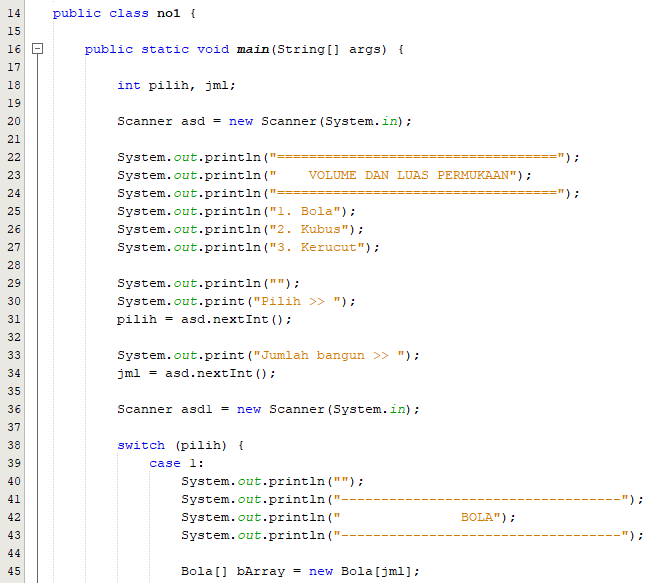 14 public class no1 {
15
16 public static void main(String[] args) {
17
18 int pilih, jml;
19
20 Scanner asd = new Scanner(System.in);
21
22 System.out.println("===================================");
23 System.out.println("    VOLUME DAN LUAS PERMUKAAN");
24 System.out.println("===================================");
25 System.out.println("1. Bola");
26 System.out.println("2. Kubus");
27 System.out.println("3. Kerucut");
28
29 System.out.println("");
30 System.out.print("Pilih >> ");
31 pilih = asd.nextInt();
32
33 System.out.print("Jumlah bangun >> ");
34 jml = asd.nextInt();
35
36 Scanner asd1 = new Scanner(System.in);
37
38 switch (pilih) {
39 case 1:
40 System.out.println("");
41 System.out.println("-----------------------------------");
42 System.out.println("               BOLA");
43 System.out.println("-----------------------------------");
44
45 Bola[] bArray = new Bola[jml];